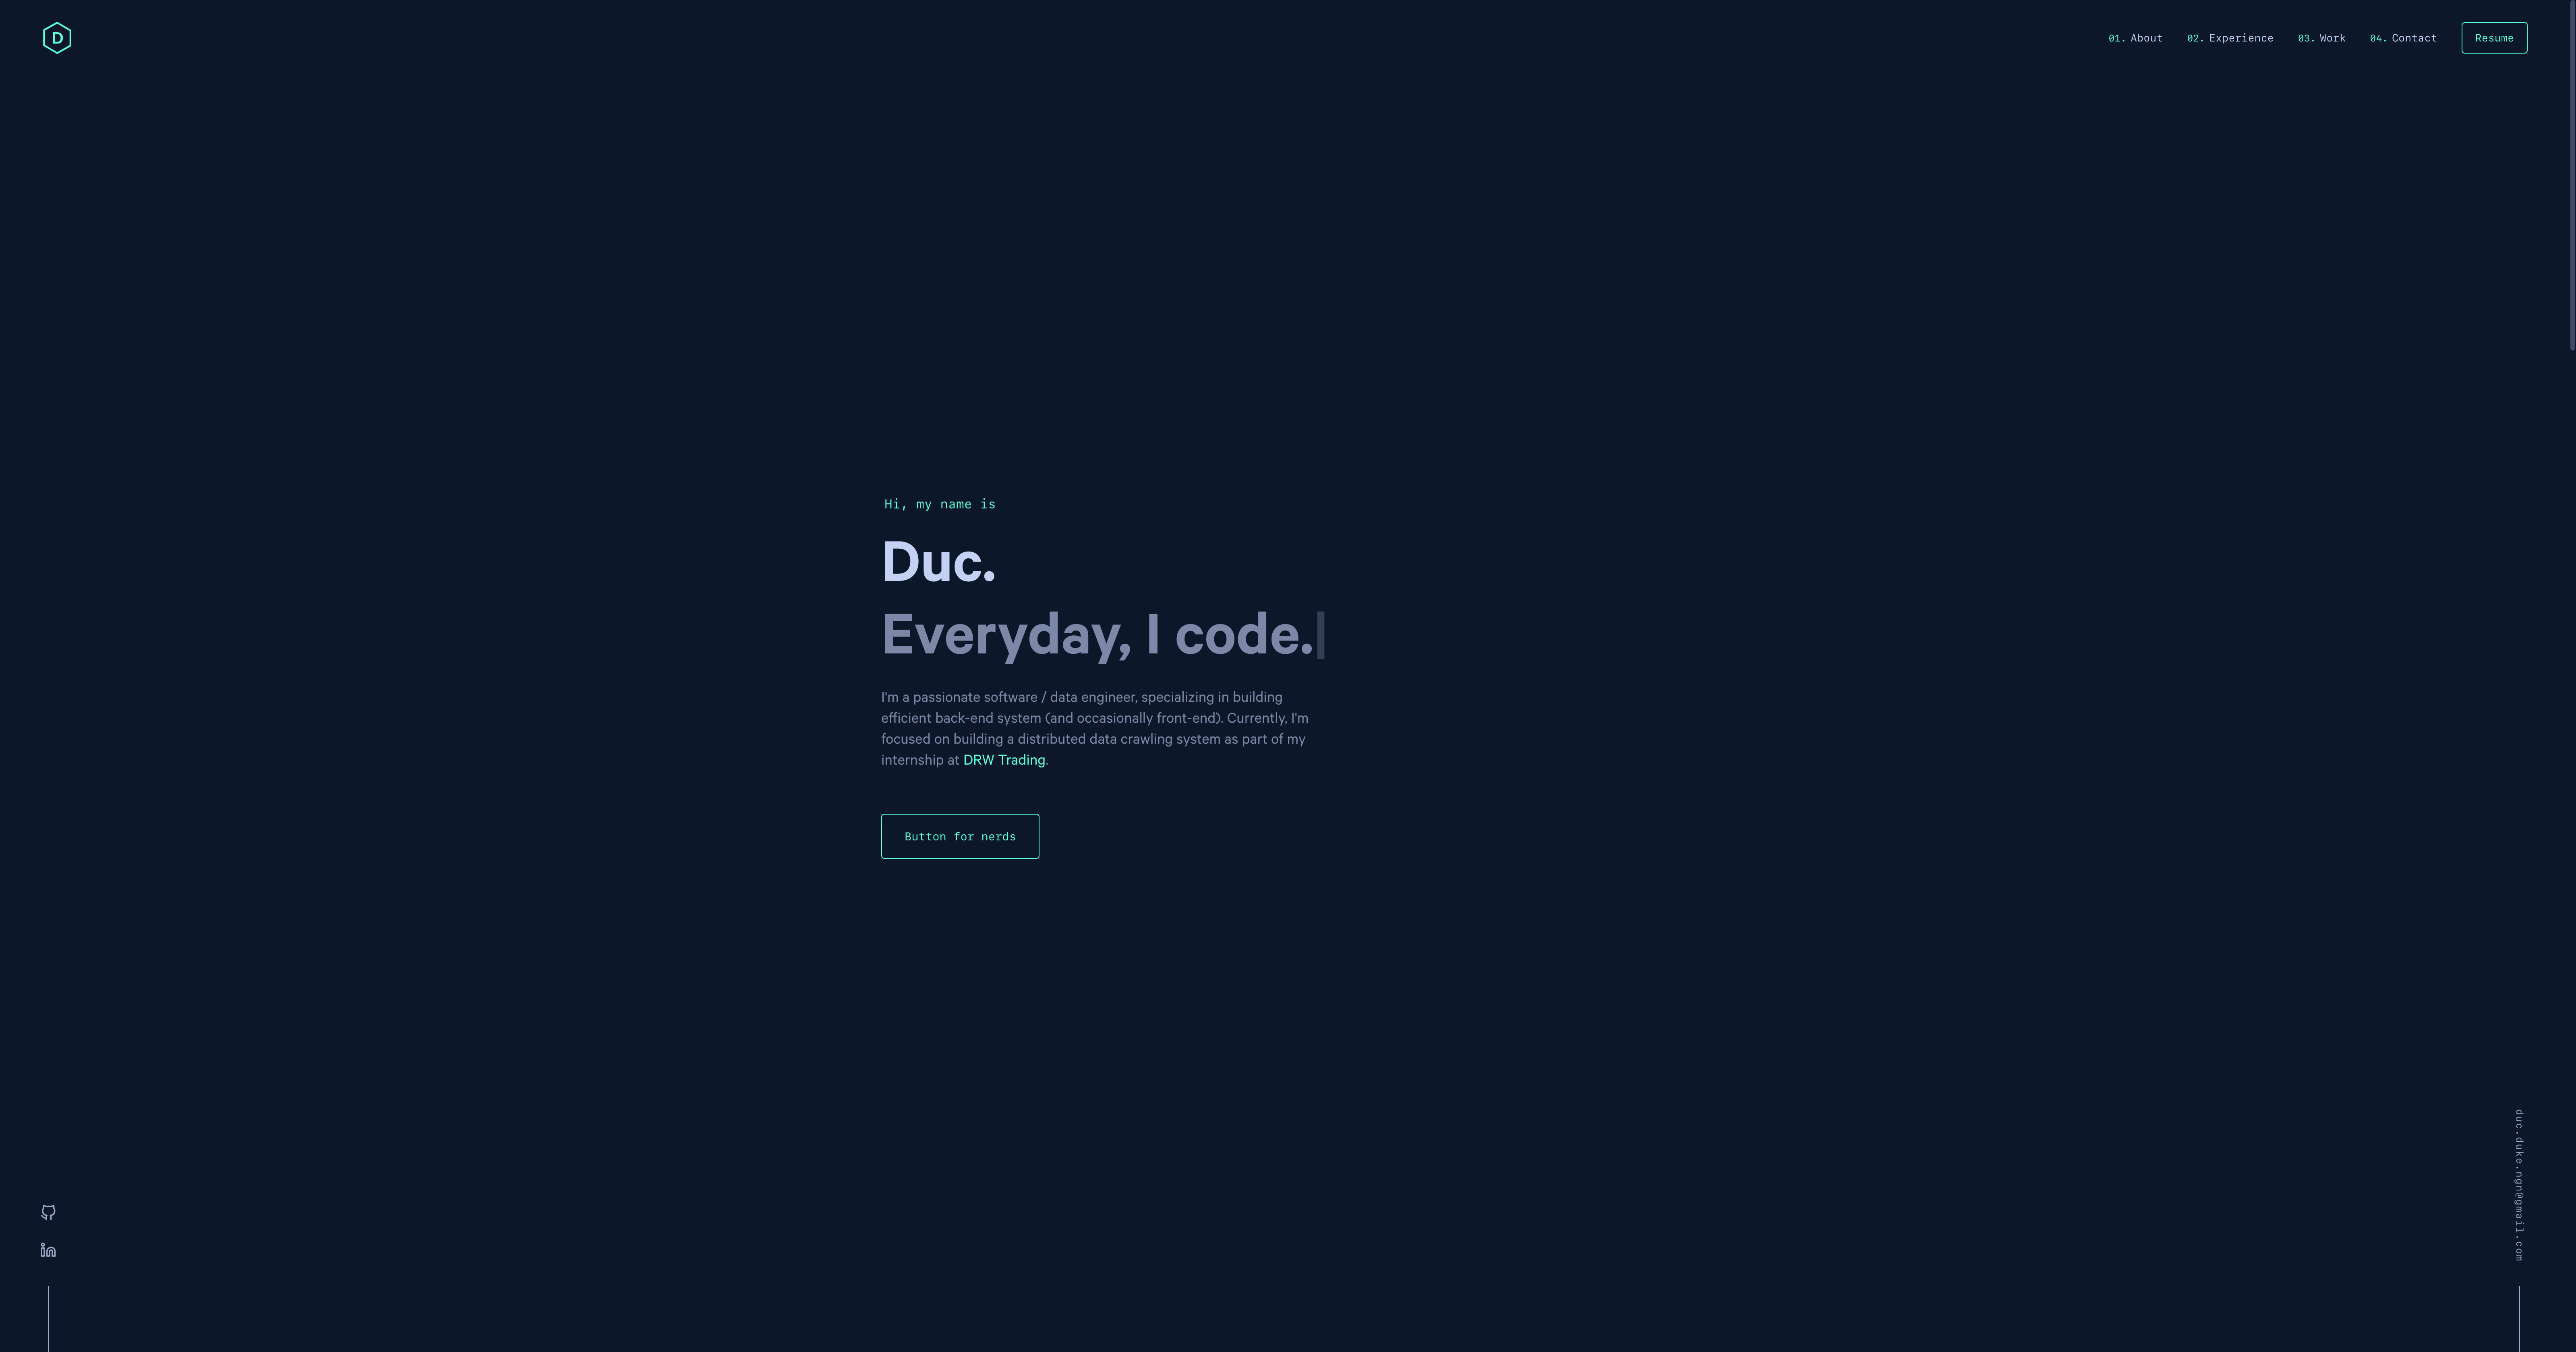 D
01. About 02. Experience 03. Work 04. Contact Resume
Hi, my name is
Duc.
Everyday, I code.
I'm a passionate software / data engineer, specializing in building
efficient back-end system (and occasionally front-end). Currently, I'm
focused on building a distributed data crawling system as part of my
internship at DRW Trading.
Button for nerds
duc.duke.ngn@gmail.com
in